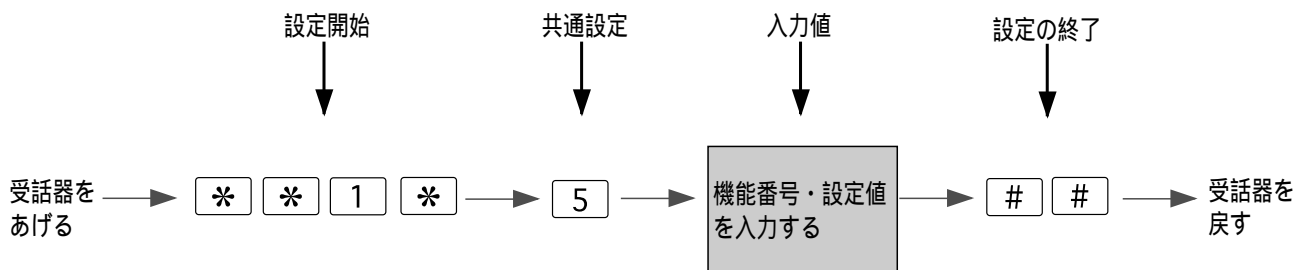 設定開始
共通設定
入力値
設定の終了
受話器を
あげる
* * 1 *
5
機能番号・設定値
を入力する
# #
受話器を
戻す